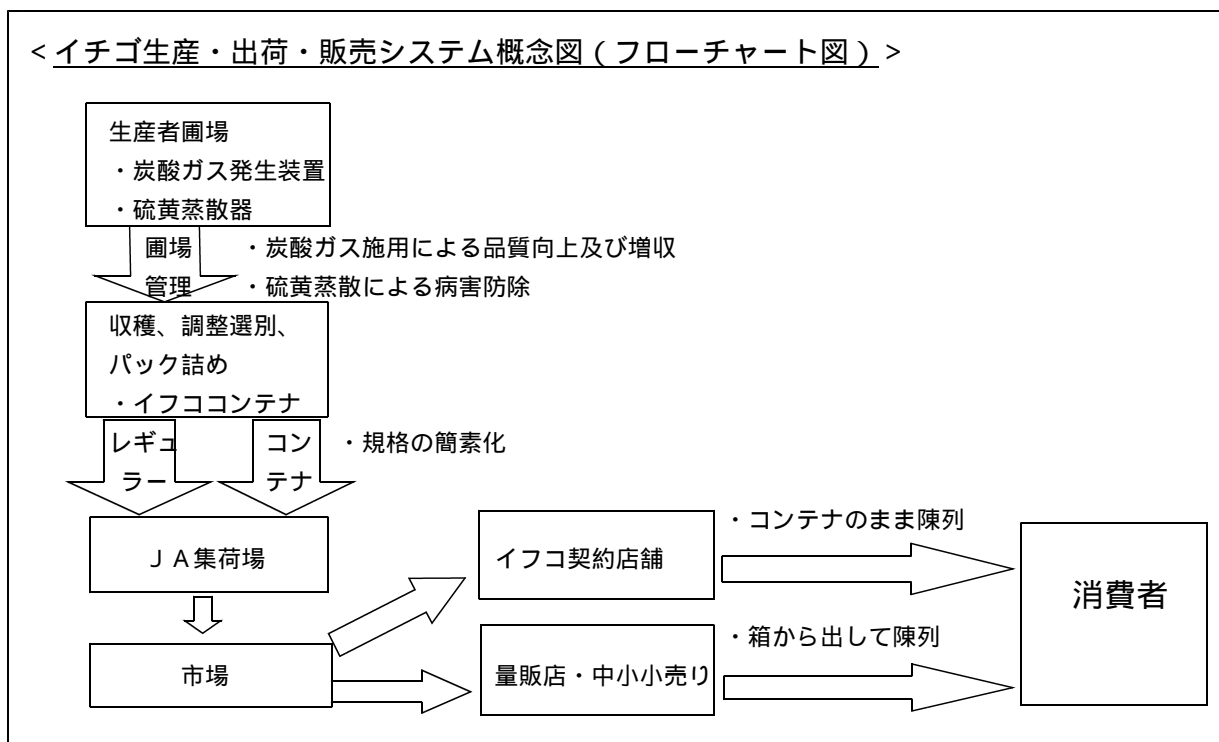 <イチゴ生産・出荷・販売システム概念図(フローチャート図)>
生産者圃場
・炭酸ガス発生装置
・硫黄蒸散器
圃場
管理
・炭酸ガス施用による品質向上及び増収
・硫黄蒸散による病害防除
収穫、調整選別、
パック詰め
・イフココンテナ
レギュ
ラー
コン
テナ
・規格の簡素化
JA集荷場
市場
イフコ契約店舗
・コンテナのまま陳列
量販店・中小小売り
・箱から出して陳列
消費者